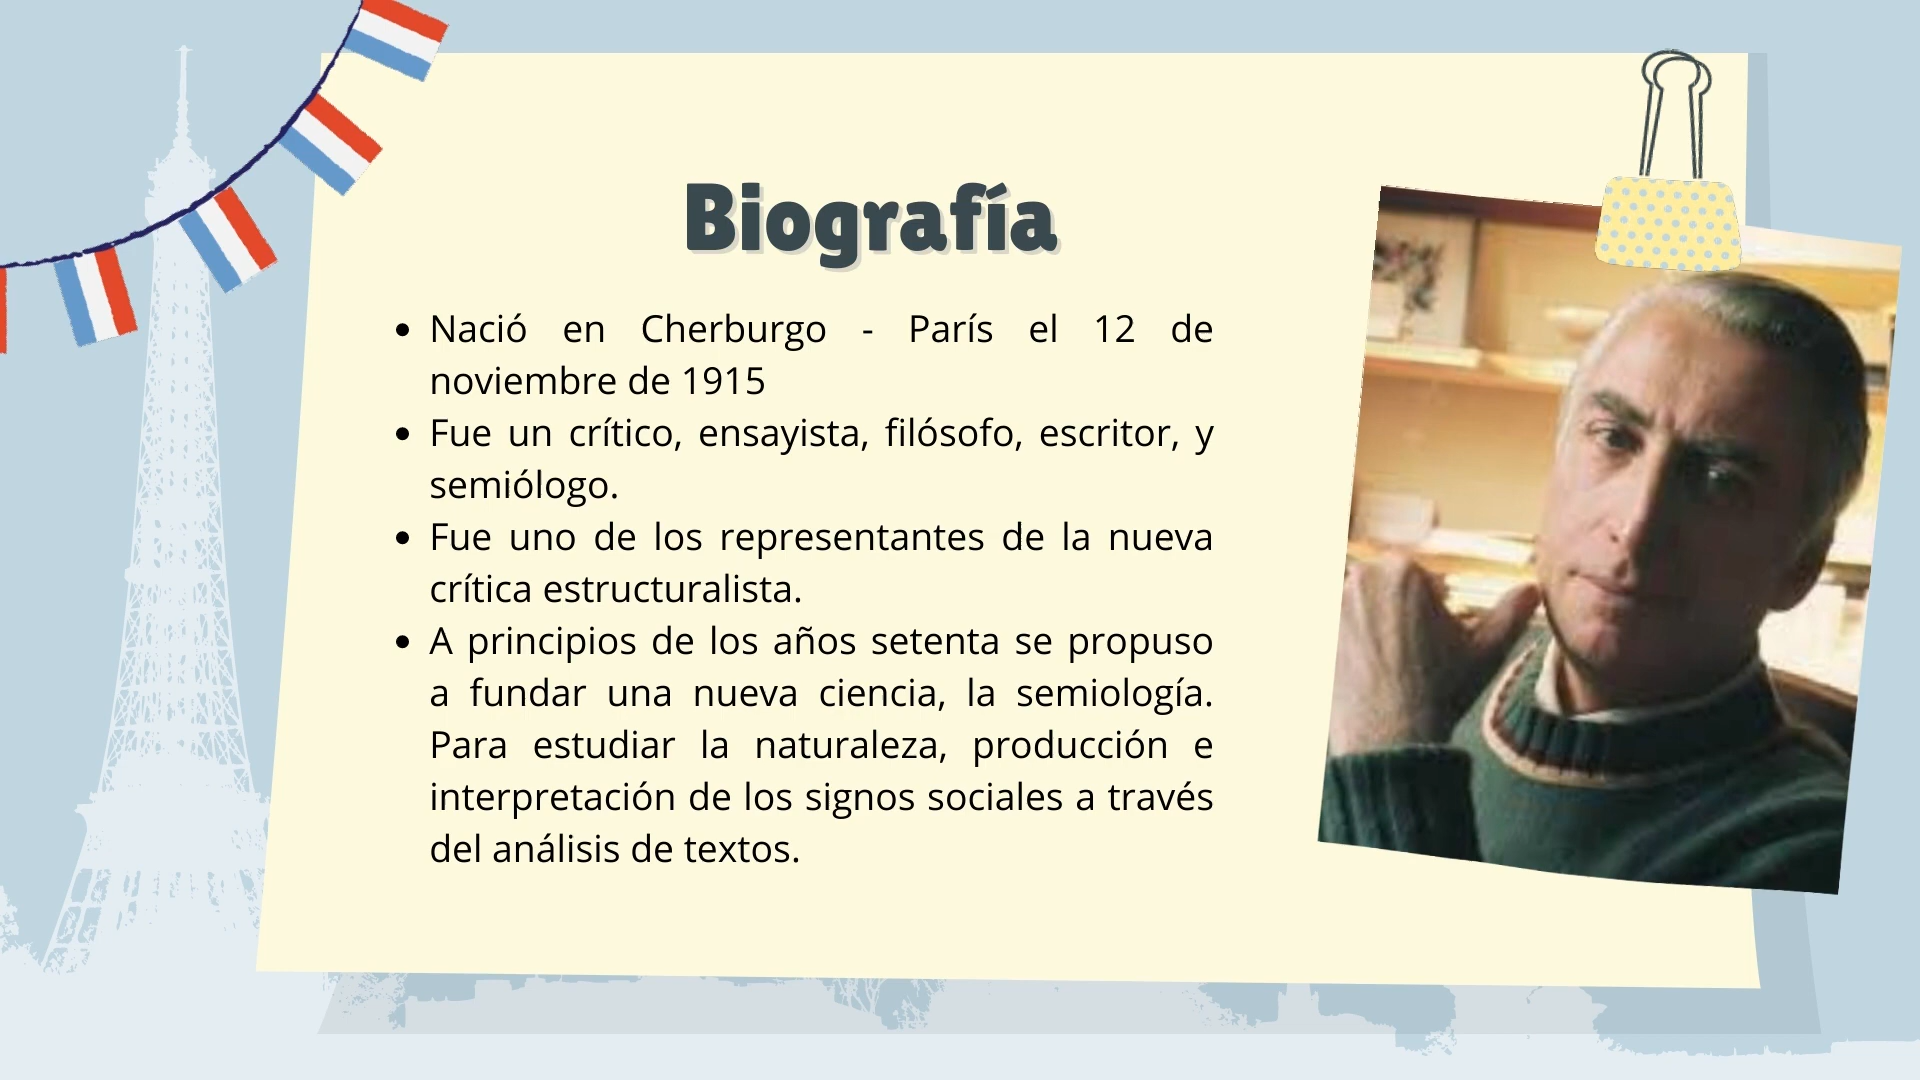 Biografía
• Nació en Cherburgo - París el 12 de
noviembre de 1915
• Fue un crítico, ensayista, filósofo, escritor, y
semiólogo.
• Fue uno de los representantes de la nueva
crítica estructuralista.
• A principios de los años setenta se propuso
a fundar una nueva ciencia, la semiología.
Para estudiar la naturaleza, producción e
interpretación de los signos sociales a través
del análisis de textos.